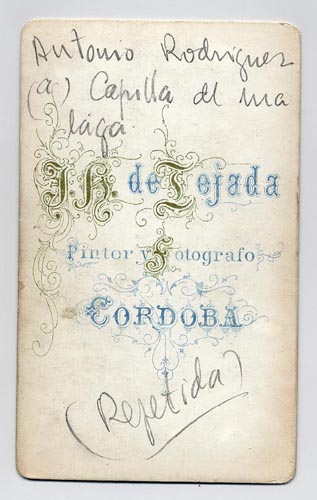 Antonio Rodriguez
(a) Capilla de ma
laga.
J. H. de Tejada
Pintor y Fotografo
CORDOBA
(Repetida)